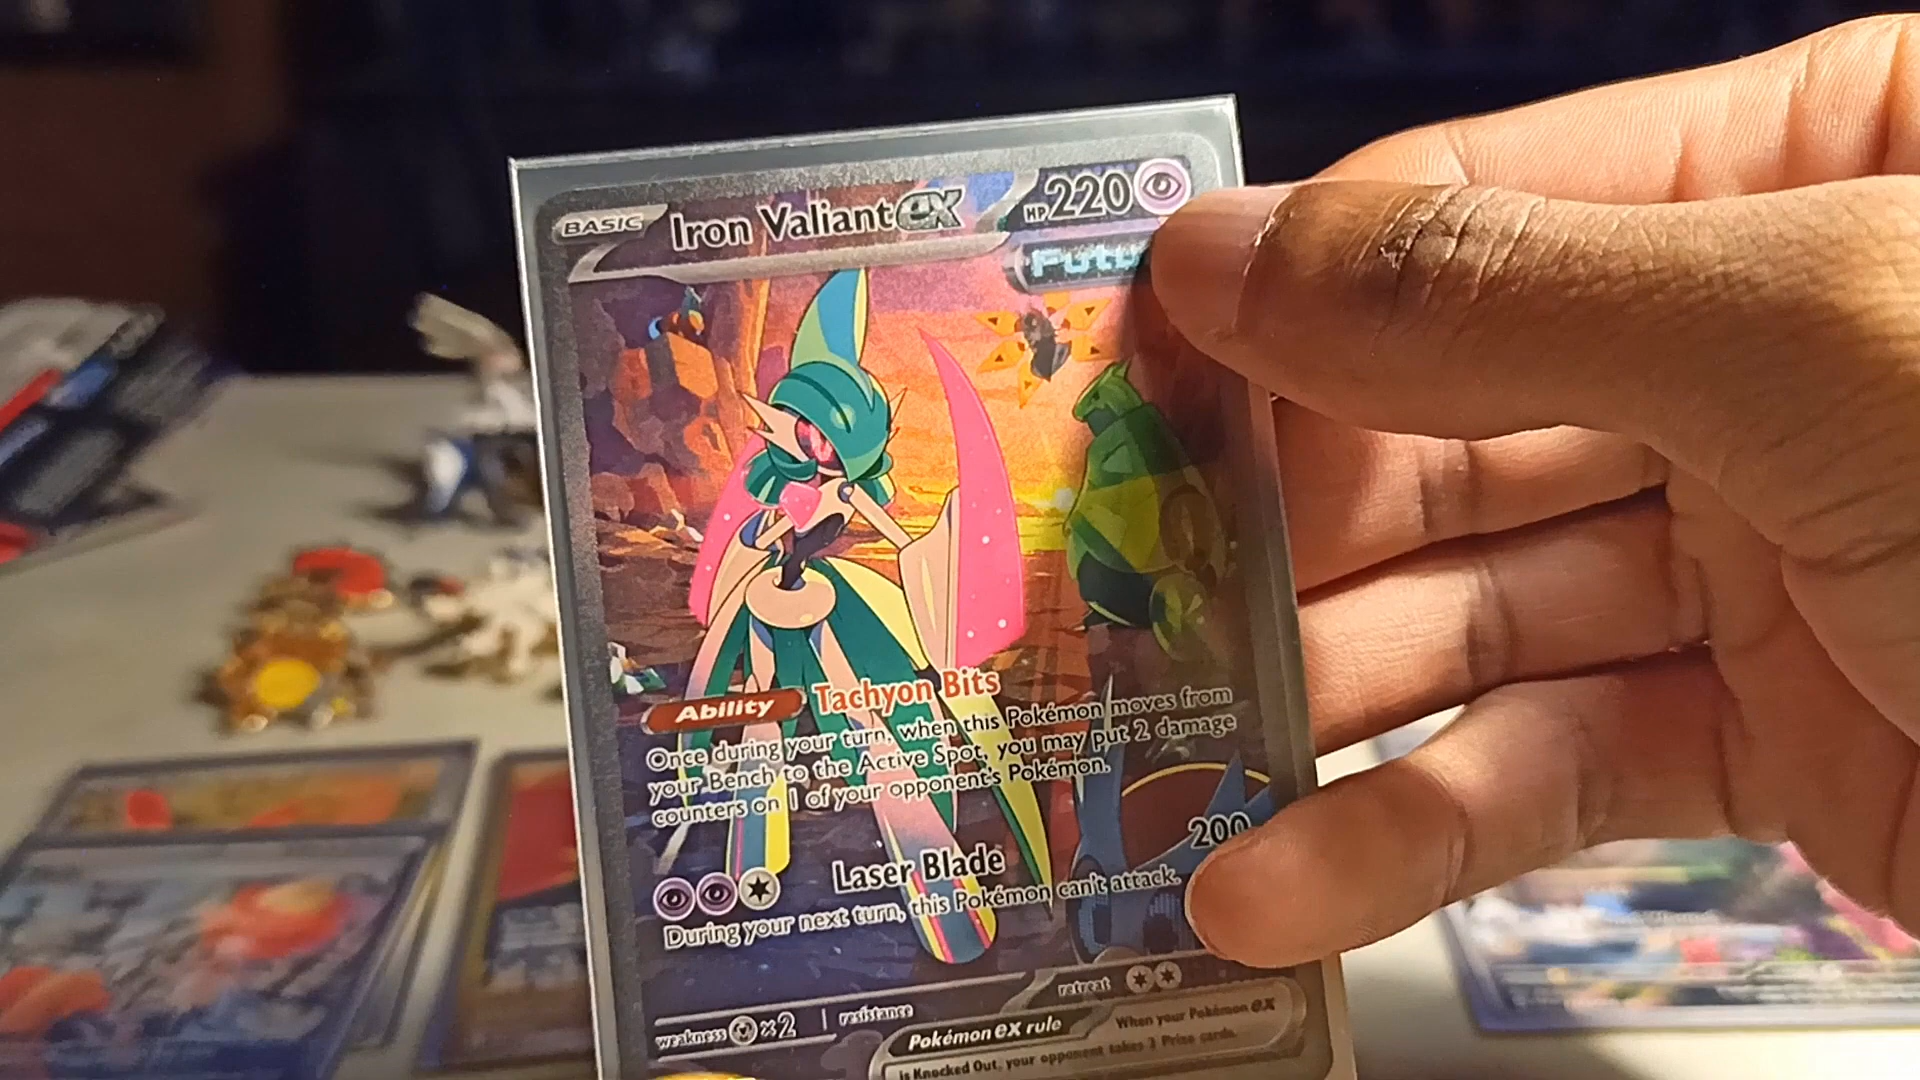 BASIC Iron Valiant ex HP 220
Futu
Ability Tachyon Bits
Once during your turn, when this Pokémon moves from
your Bench to the Active Spot, you may put 2 damage
counters on 1 of your opponent's Pokémon.
Laser Blade 200
During your next turn, this Pokémon can't attack.
weakness ×2 resistance retreat
Pokémon ex rule When your Pokémon ex
is Knocked Out, your opponent takes 2 Prize cards.